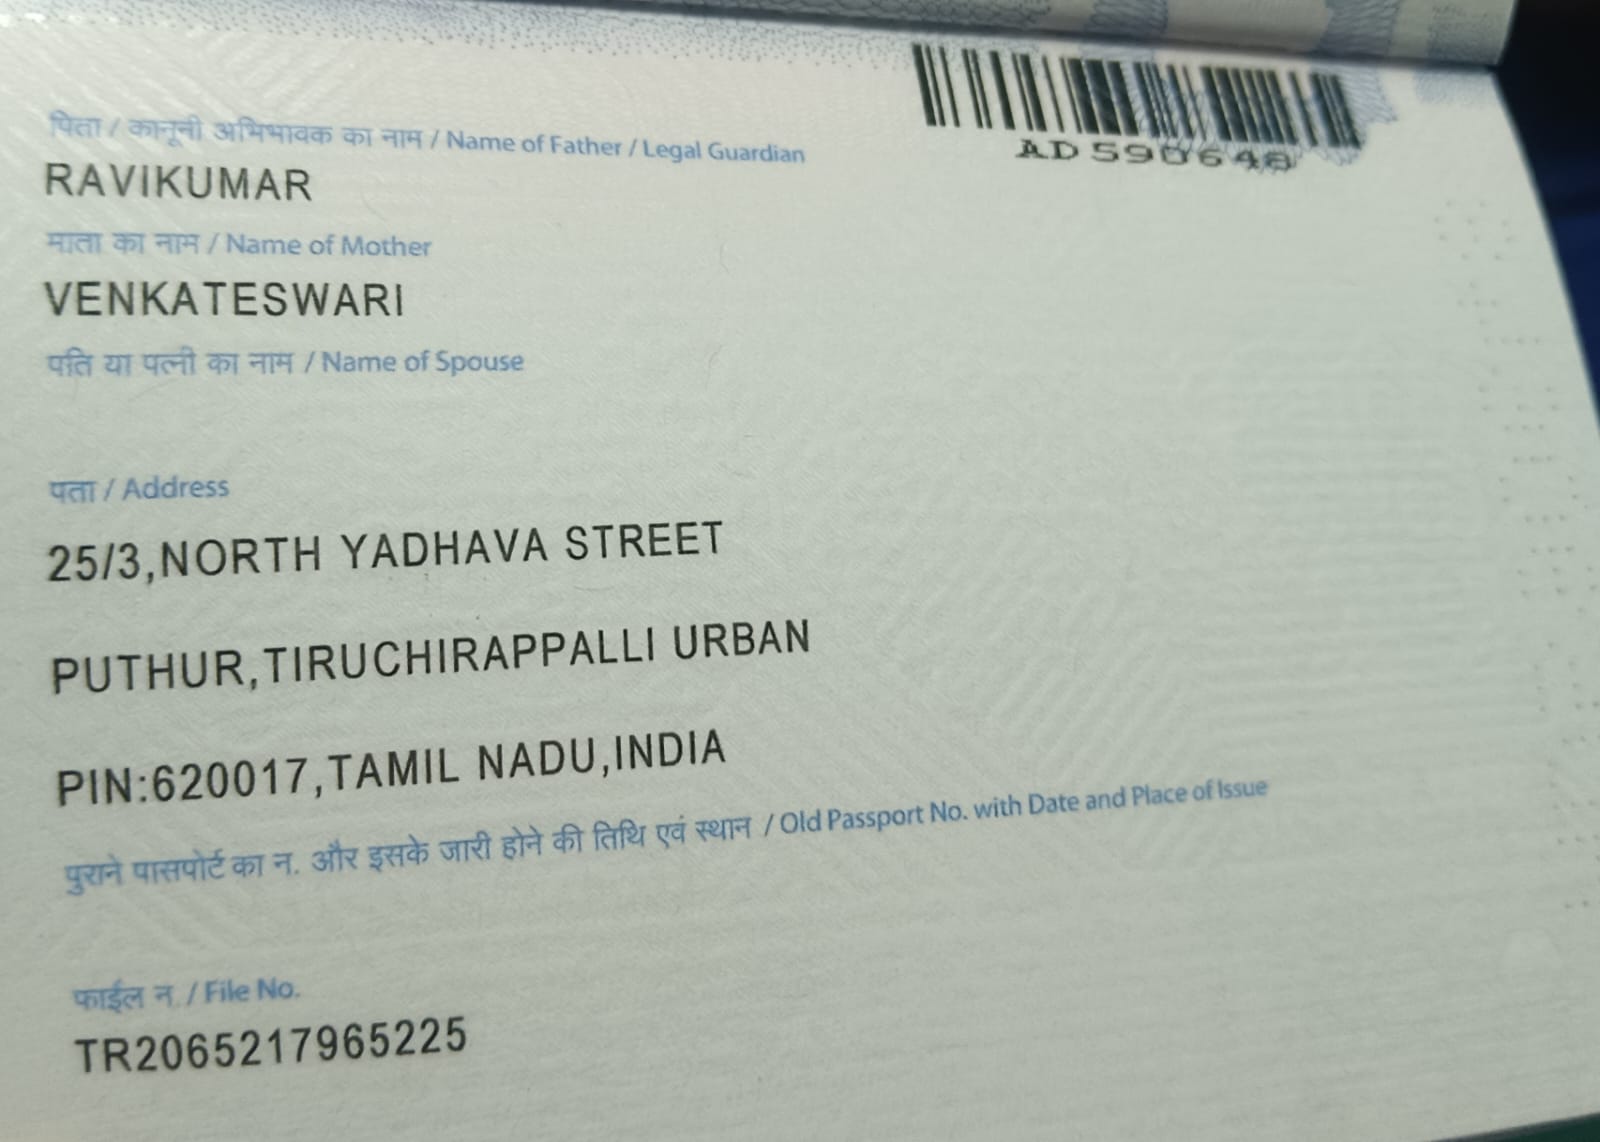 AD590648
पिता / कानूनी अभिभावक का नाम / Name of Father / Legal Guardian
RAVIKUMAR
माता का नाम / Name of Mother
VENKATESWARI
पति या पत्नी का नाम / Name of Spouse
पता / Address
25/3,NORTH YADHAVA STREET
PUTHUR,TIRUCHIRAPPALLI URBAN
PIN:620017,TAMIL NADU,INDIA
पुराने पासपोर्ट का न. और इसके जारी होने की तिथि एवं स्थान / Old Passport No. with Date and Place of Issue
फाईल न. / File No.
TR2065217965225